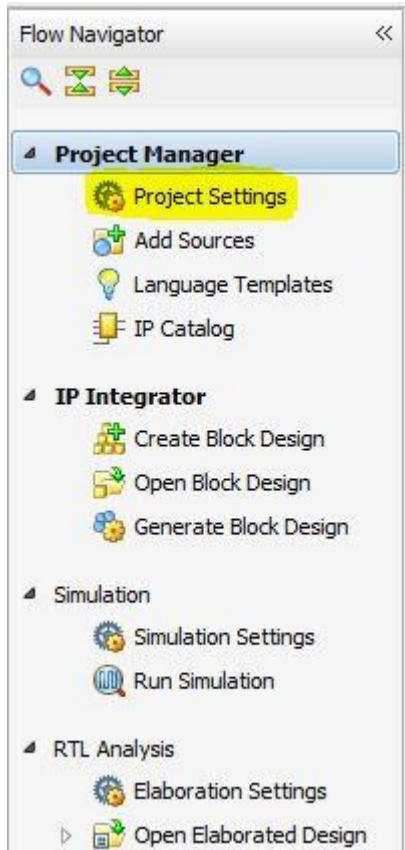 Flow Navigator
Project Manager
Project Settings
Add Sources
Language Templates
IP Catalog
IP Integrator
Create Block Design
Open Block Design
Generate Block Design
Simulation
Simulation Settings
Run Simulation
RTL Analysis
Elaboration Settings
Open Elaborated Design